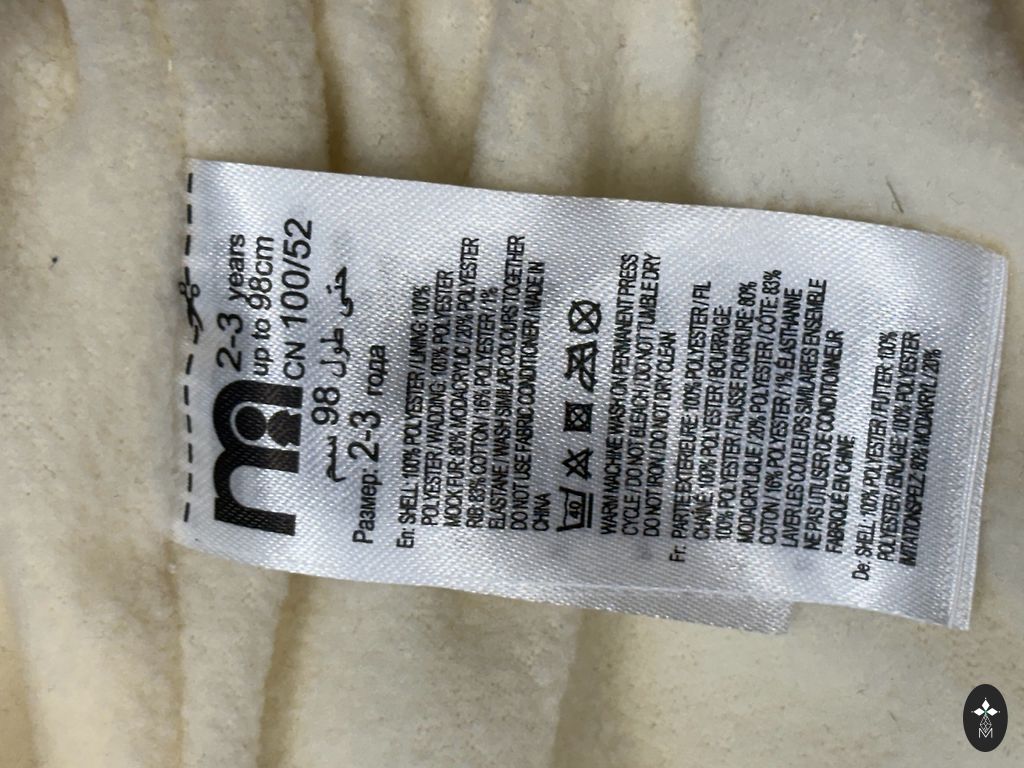 2-3 years
up to 98cm
CN 100/52
حتى طول 98 سم
Размер: 2-3 года
En: SHELL: 100% POLYESTER / LINING: 100%
POLYESTER / WADDING: 100% POLYESTER
MOCK FUR: 80% MODACRYLIC / 20% POLYESTER
RIB: 83% COTTON / 16% POLYESTER / 1%
ELASTANE / WASH SIMILAR COLOURS TOGETHER
DO NOT USE FABRIC CONDITIONER / MADE IN
CHINA
40
WARM MACHINE WASH ON PERMANENT PRESS
CYCLE / DO NOT BLEACH / DO NOT TUMBLE DRY
DO NOT IRON / DO NOT DRY CLEAN
Fr: PARTIE EXTERIEURE: 100% POLYESTER / FIL
CHAINE: 100% POLYESTER / BOURRAGE:
100% POLYESTER / FAUSSE FOURRURE: 80%
MODACRYLIQUE / 20% POLYESTER / CÔTE: 83%
COTON / 16% POLYESTER / 1% ÉLASTHANNE
LAVER LES COULEURS SIMILAIRES ENSEMBLE
NE PAS UTILISER DE CONDITIONNEUR
FABRIQUÉ EN CHINE
De: SHELL: 100% POLYESTER / FUTTER: 100%
POLYESTER / EINLAGE: 100% POLYESTER
IMITATIONSFELZ: 80% MODAKRYL / 20%
M